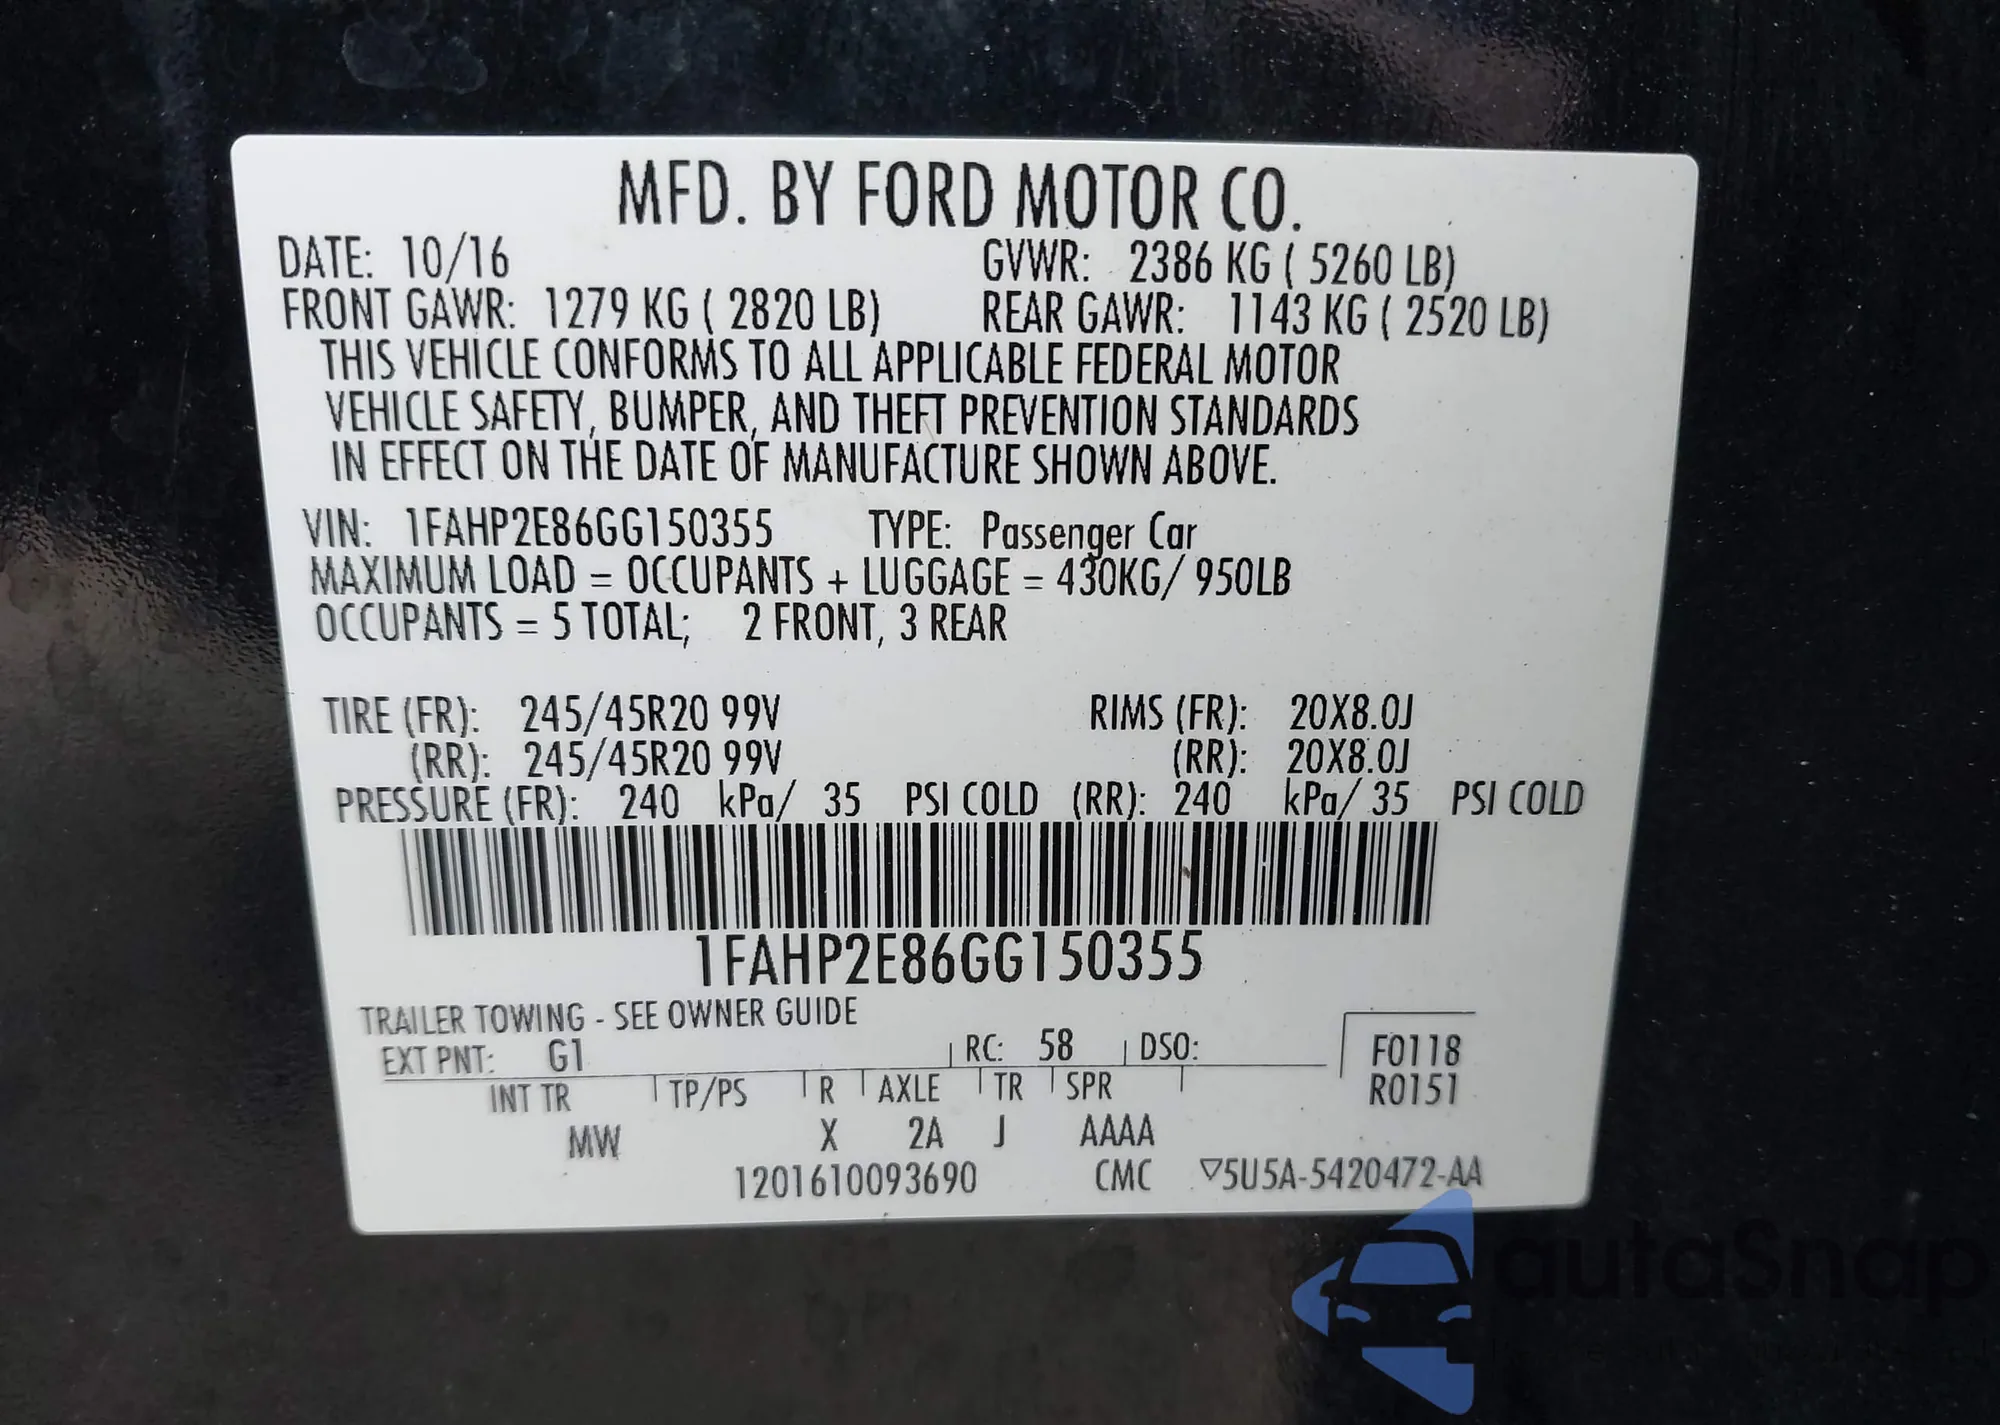 MFD. BY FORD MOTOR CO.
DATE: 10/16 GVWR: 2386 KG ( 5260 LB)
FRONT GAWR: 1279 KG ( 2820 LB) REAR GAWR: 1143 KG ( 2520 LB)
THIS VEHICLE CONFORMS TO ALL APPLICABLE FEDERAL MOTOR
VEHICLE SAFETY, BUMPER, AND THEFT PREVENTION STANDARDS
IN EFFECT ON THE DATE OF MANUFACTURE SHOWN ABOVE.
VIN: 1FAHP2E86GG150355 TYPE: Passenger Car
MAXIMUM LOAD = OCCUPANTS + LUGGAGE = 430KG/ 950LB
OCCUPANTS = 5 TOTAL; 2 FRONT, 3 REAR
TIRE (FR): 245/45R20 99V RIMS (FR): 20X8.0J
(RR): 245/45R20 99V (RR): 20X8.0J
PRESSURE (FR): 240 kPa/ 35 PSI COLD (RR): 240 kPa/ 35 PSI COLD
1FAHP2E86GG150355
TRAILER TOWING - SEE OWNER GUIDE
EXT PNT: G1 RC: 58 DSO: F0118
INT TR TP/PS R AXLE TR SPR R0151
MW X 2A J AAAA
1201610093690 CMC ▽5U5A-5420472-AA
autaSnap